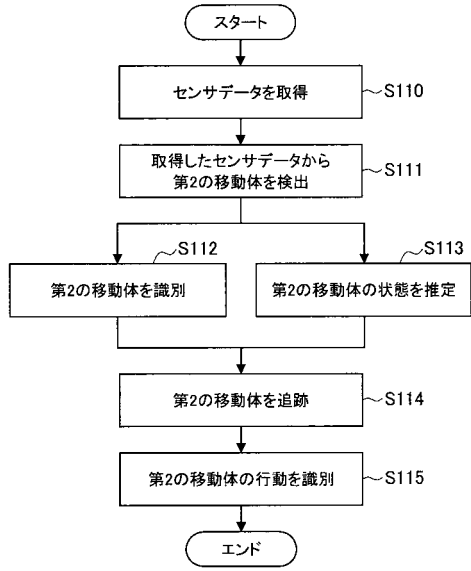 スタート
センサデータを取得
S110
取得したセンサデータから
第2の移動体を検出
S111
S112
第2の移動体を識別
S113
第2の移動体の状態を推定
第2の移動体を追跡
S114
第2の移動体の行動を識別
S115
エンド